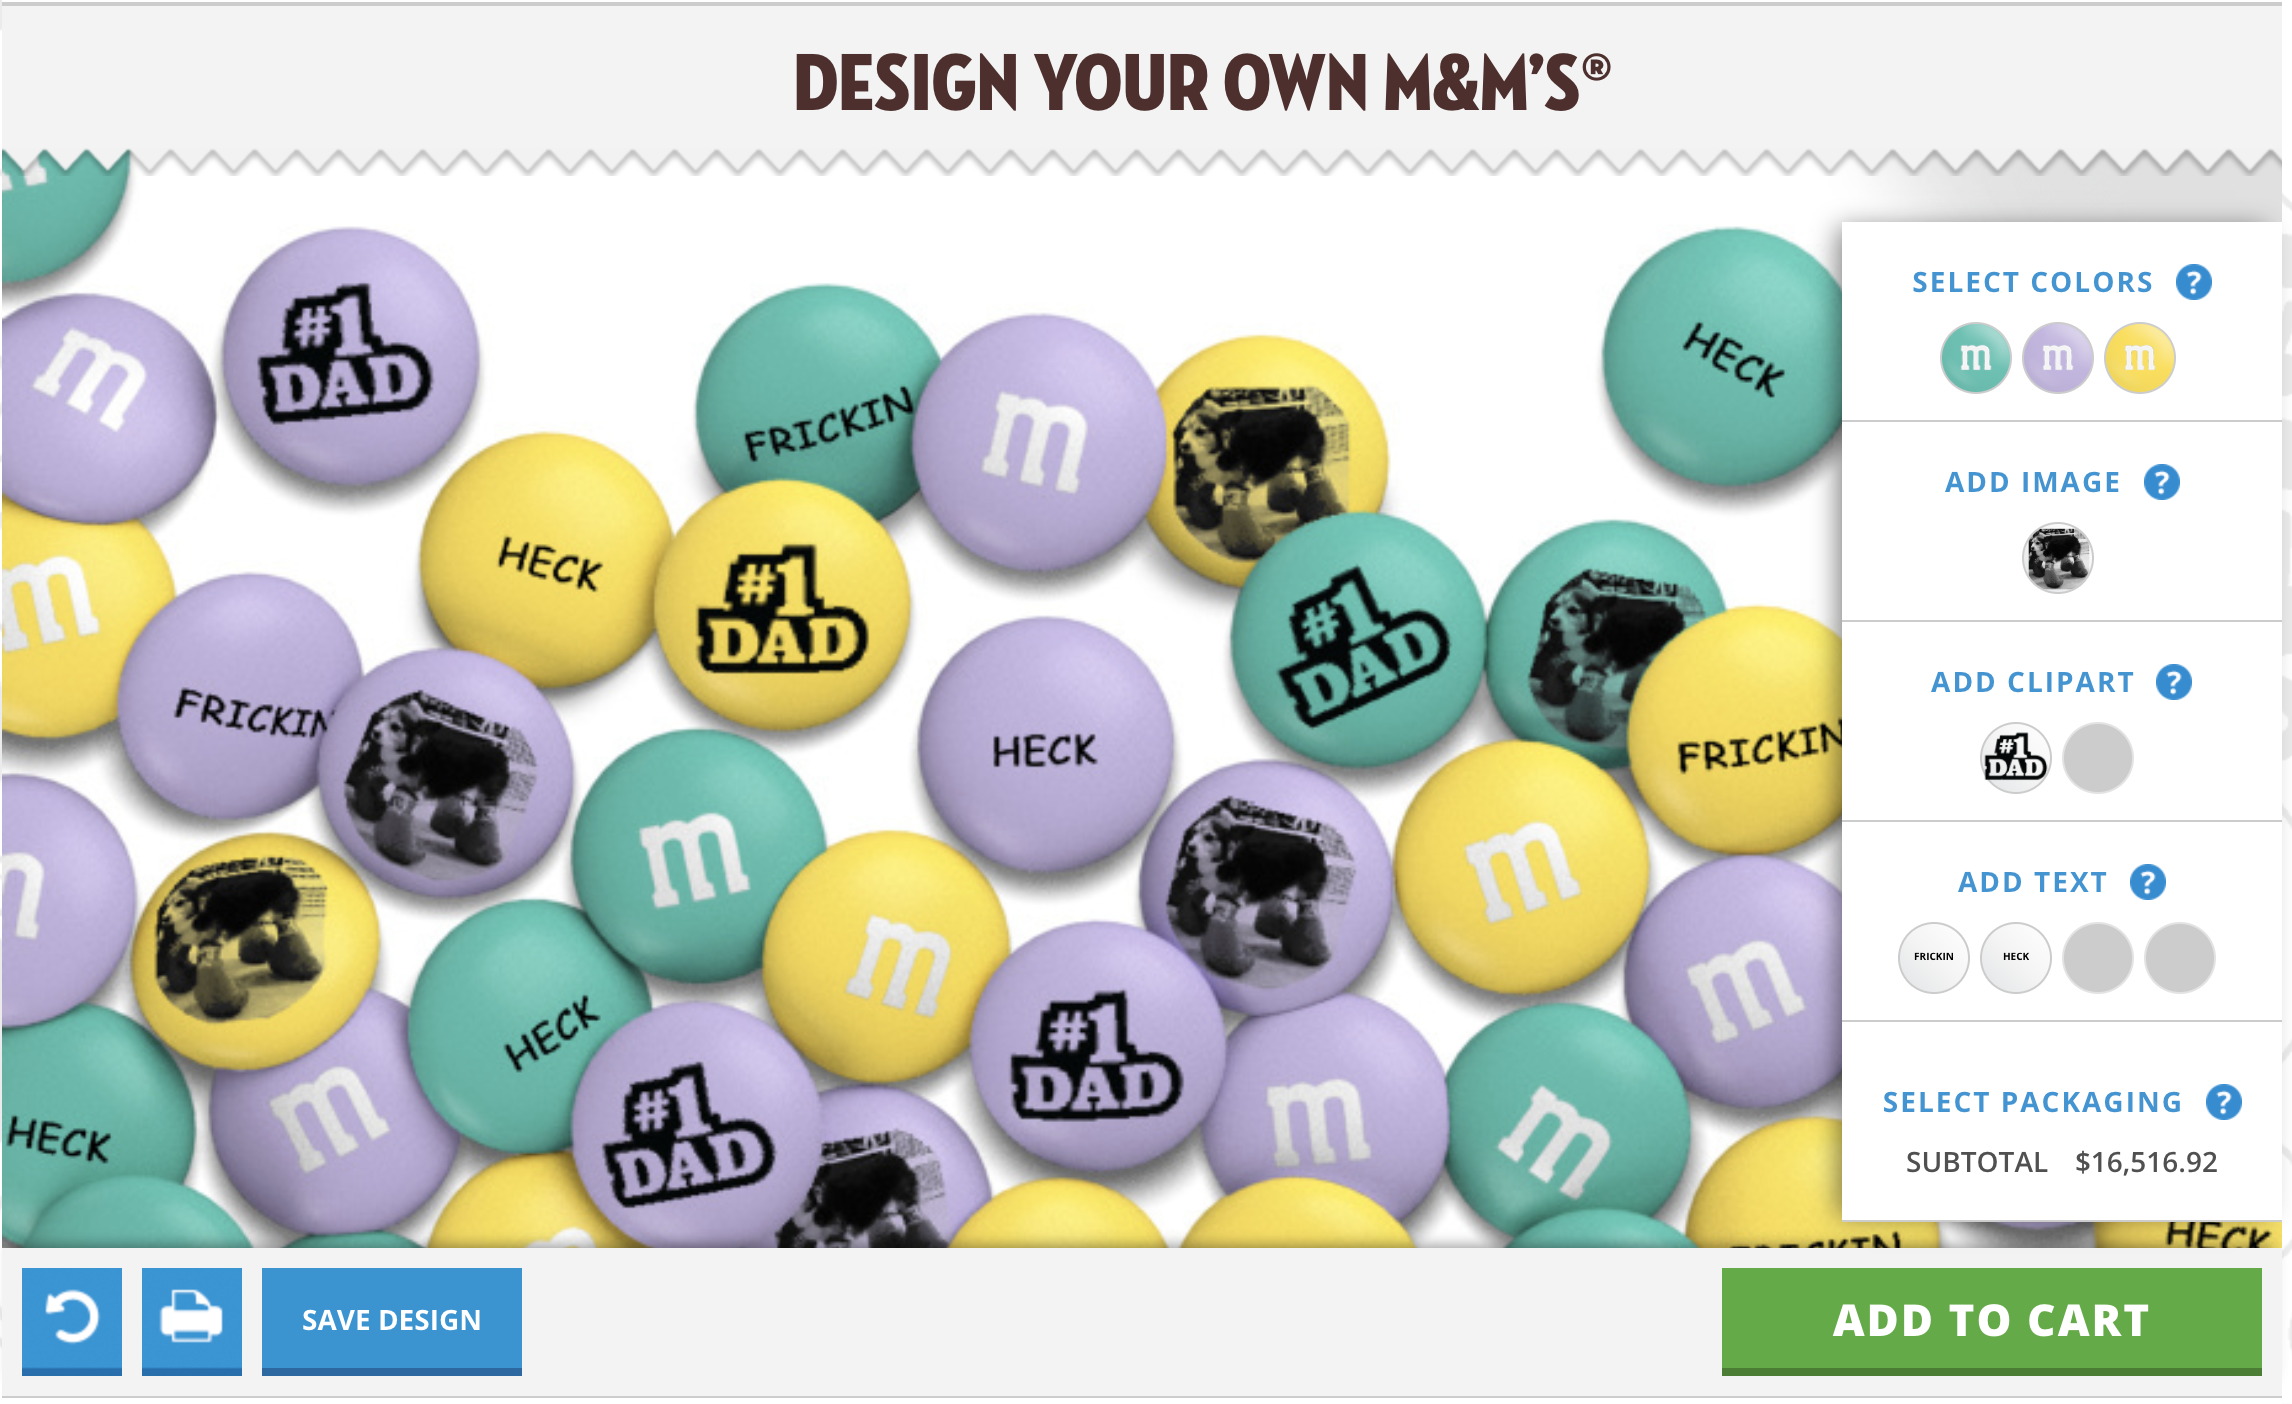 DESIGN YOUR OWN M&M'S®
m
#1
DAD
FRICKIN
m
HECK
SELECT COLORS ?
m m m
HECK
#1
DAD
ADD IMAGE ?
m
#1
DAD
HECK
FRICKIN
FRICKIN
ADD CLIPART ?
#1
DAD
m
m
m
m
m
ADD TEXT ?
FRICKIN HECK
HECK
#1
DAD
#1
DAD
m
m
m
m
HECK
SELECT PACKAGING ?
SUBTOTAL $16,516.92
FRICKIN
HECK
SAVE DESIGN
ADD TO CART